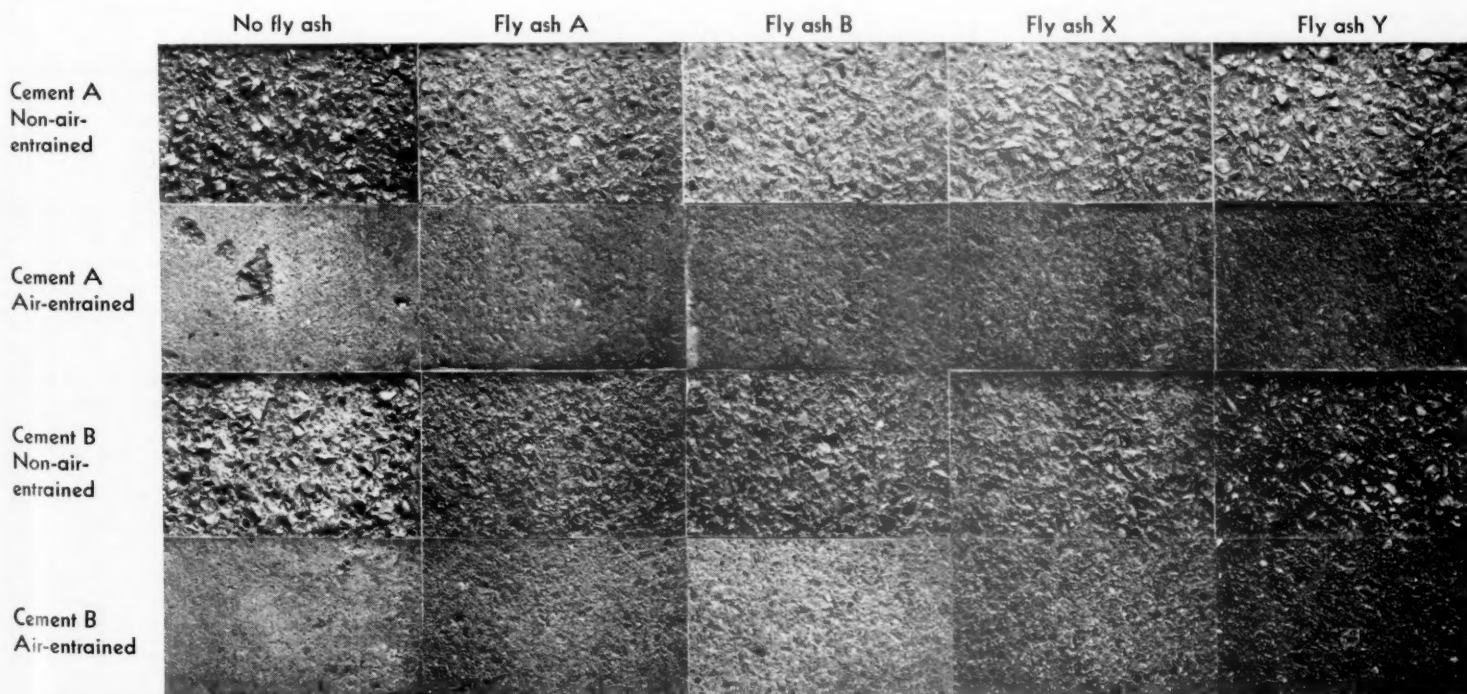 No fly ash
Fly ash A
Fly ash B
Fly ash X
Fly ash Y
Cement A
Non-air-
entrained
Cement A
Air-entrained
Cement B
Non-air-
entrained
Cement B
Air-entrained